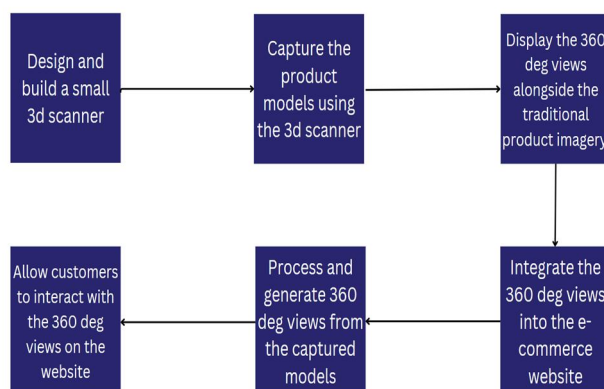 Design and
build a small
3d scanner
Capture the
product
models using
the 3d scanner
Display the 360
deg views
alongside the
traditional
product imagery
Integrate the
360 deg views
into the e-
commerce
website
Process and
generate 360
deg views from
the captured
models
Allow customers
to interact with
the 360 deg
views on the
website